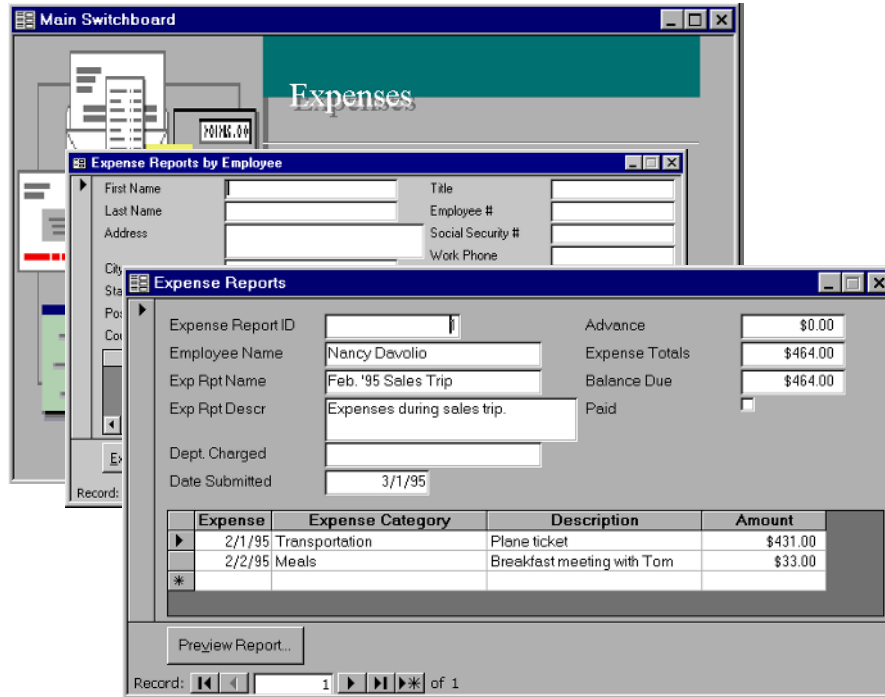 Main Switchboard
Expenses
Expense Reports by Employee
First Name Title
Last Name Employee #
Address Social Security #
Work Phone
Expense Reports
Expense Report ID 1 Advance $0.00
Employee Name Nancy Davolio Expense Totals $464.00
Exp Rpt Name Feb. '95 Sales Trip Balance Due $464.00
Exp Rpt Descr Expenses during sales trip. Paid
Dept. Charged
Date Submitted 3/1/95
Expense Expense Category Description Amount
2/1/95 Transportation Plane ticket $431.00
2/2/95 Meals Breakfast meeting with Tom $33.00
Preview Report...
Record: 1 of 1
Record: